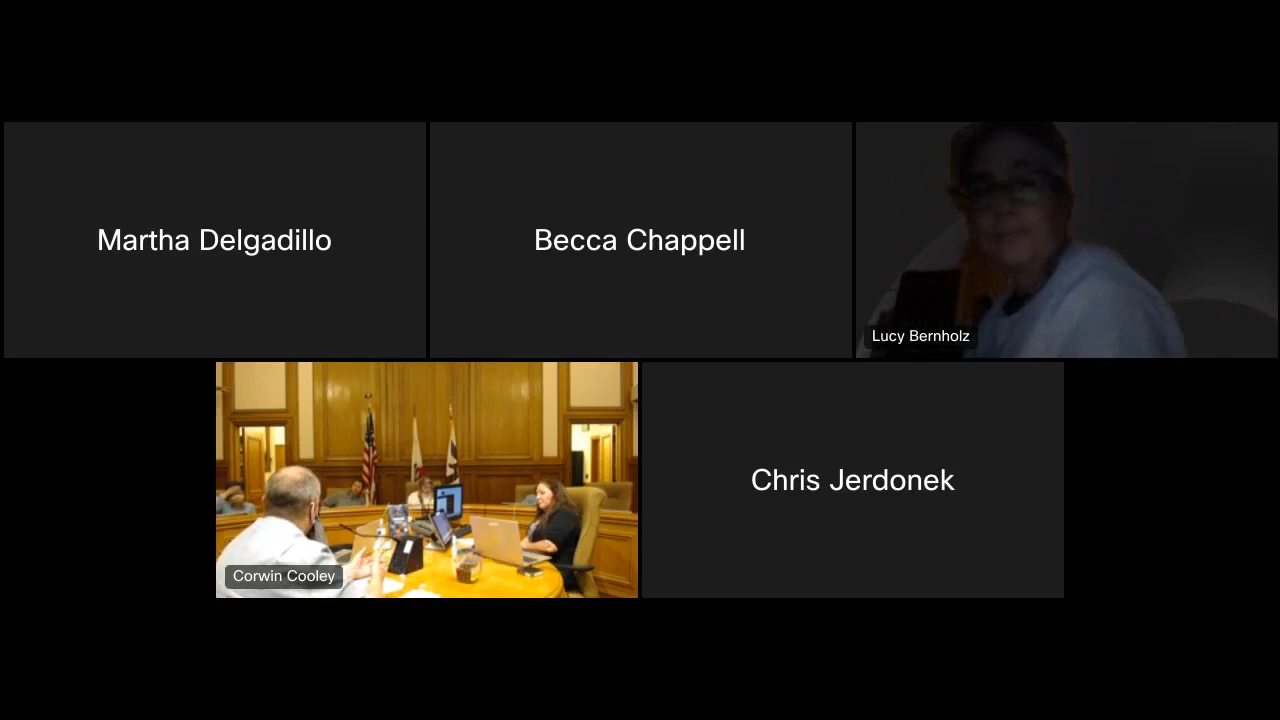 Martha Delgadillo
Becca Chappell
Lucy Bernholz
Corwin Cooley
Chris Jerdonek